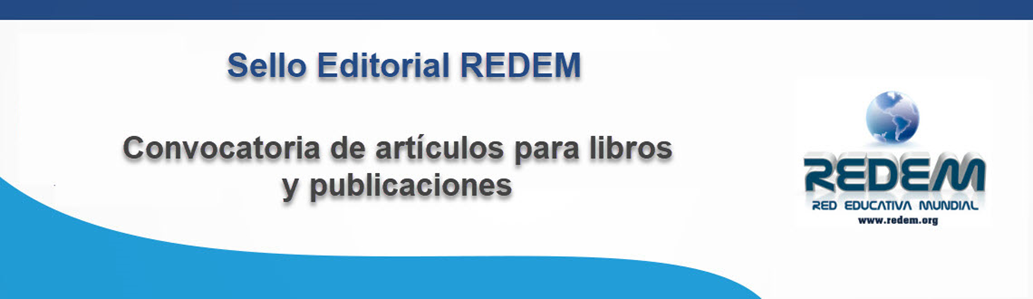 Sello Editorial REDEM
Convocatoria de artículos para libros
y publicaciones
REDEM
RED EDUCATIVA MUNDIAL
www.redem.org